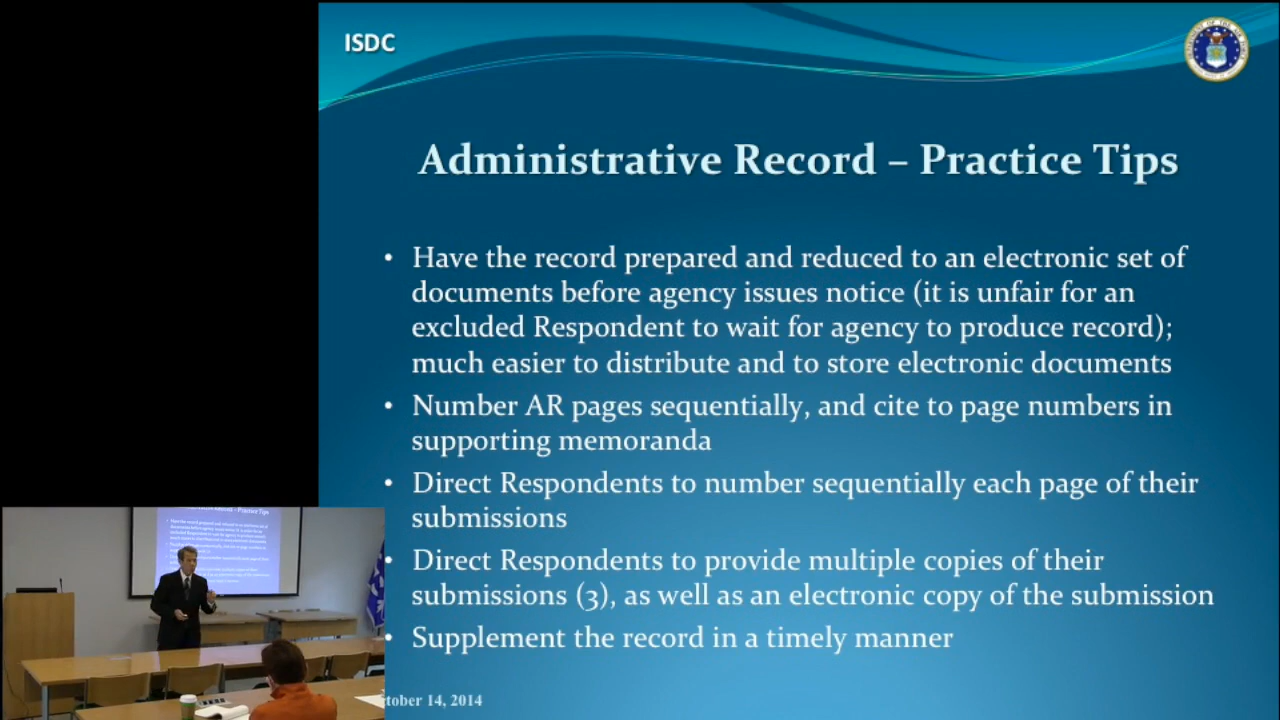 ISDC
Administrative Record – Practice Tips
• Have the record prepared and reduced to an electronic set of
documents before agency issues notice (it is unfair for an
excluded Respondent to wait for agency to produce record);
much easier to distribute and to store electronic documents
• Number AR pages sequentially, and cite to page numbers in
supporting memoranda
• Direct Respondents to number sequentially each page of their
submissions
• Direct Respondents to provide multiple copies of their
submissions (3), as well as an electronic copy of the submission
• Supplement the record in a timely manner
tober 14, 2014